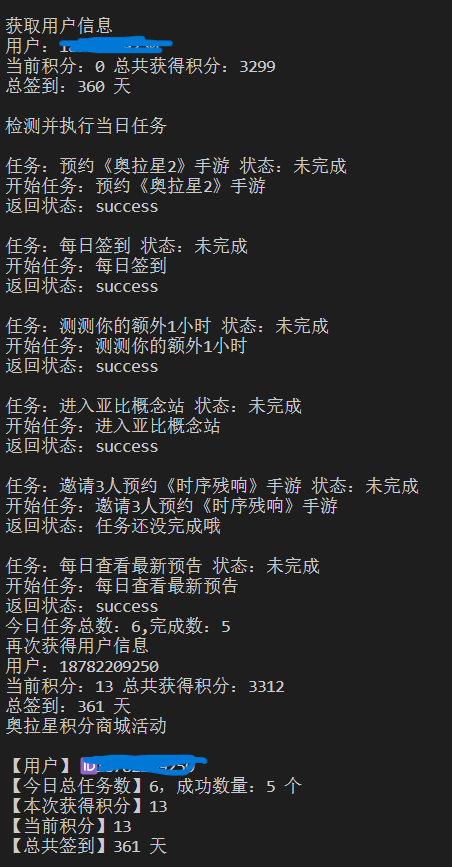 获取用户信息
用户：
当前积分：0 总共获得积分：3299
总签到：360 天
检测并执行当日任务
任务：预约《奥拉星2》手游 状态：未完成
开始任务：预约《奥拉星2》手游
返回状态：success
任务：每日签到 状态：未完成
开始任务：每日签到
返回状态：success
任务：测测你的额外1小时 状态：未完成
开始任务：测测你的额外1小时
返回状态：success
任务：进入亚比概念站 状态：未完成
开始任务：进入亚比概念站
返回状态：success
任务：邀请3人预约《时序残响》手游 状态：未完成
开始任务：邀请3人预约《时序残响》手游
返回状态：任务还没完成哦
任务：每日查看最新预告 状态：未完成
开始任务：每日查看最新预告
返回状态：success
今日任务总数：6,完成数：5
再次获得用户信息
用户：18782209250
当前积分：13 总共获得积分：3312
总签到：361 天
奥拉星积分商城活动
【用户】🆔
【今日总任务数】6，成功数量：5 个
【本次获得积分】13
【当前积分】13
【总共签到】361 天